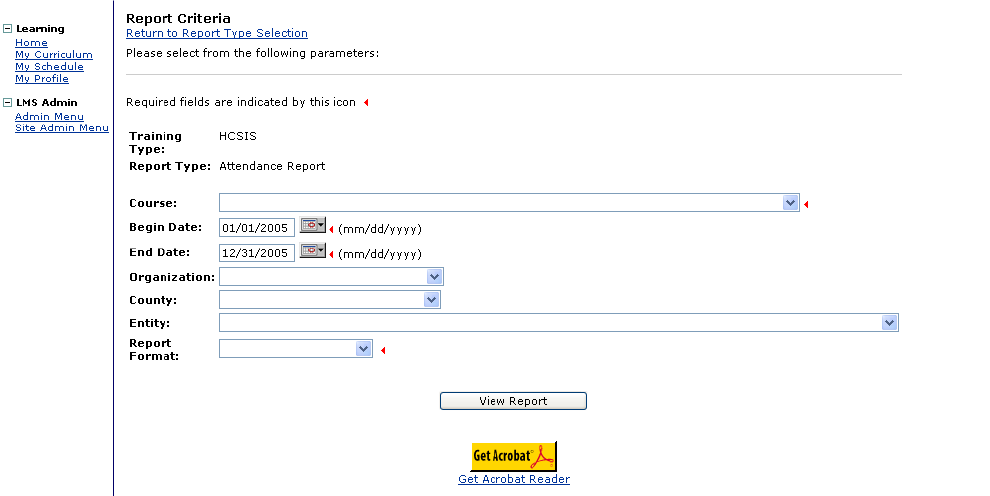 Learning
Home
My Curriculum
My Schedule
My Profile
LMS Admin
Admin Menu
Site Admin Menu
Report Criteria
Return to Report Type Selection
Please select from the following parameters:
Required fields are indicated by this icon
Training Type: HCSIS
Report Type: Attendance Report
Course:
Begin Date: 01/01/2005 (mm/dd/yyyy)
End Date: 12/31/2005 (mm/dd/yyyy)
Organization:
County:
Entity:
Report
Format:
View Report
Get Acrobat
Get Acrobat Reader